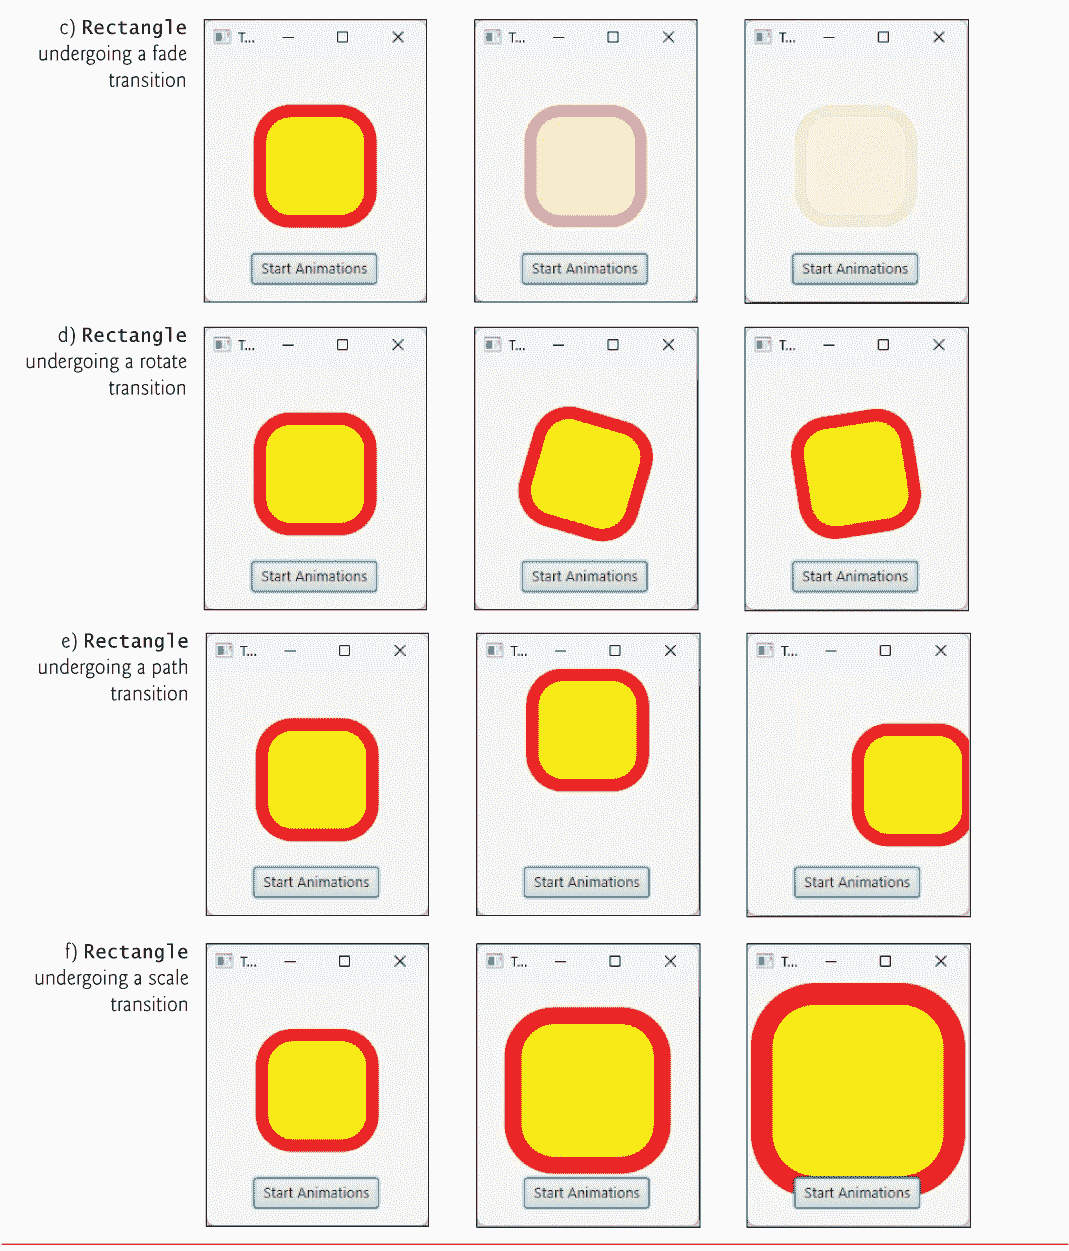 c) Rectangle
undergoing a fade
transition
T...
T...
T...
Start Animations
Start Animations
Start Animations
d) Rectangle
undergoing a rotate
transition
T...
T...
T...
Start Animations
Start Animations
Start Animations
e) Rectangle
undergoing a path
transition
T...
T...
T...
Start Animations
Start Animations
Start Animations
f) Rectangle
undergoing a scale
transition
T...
T...
T...
Start Animations
Start Animations
Start Animations